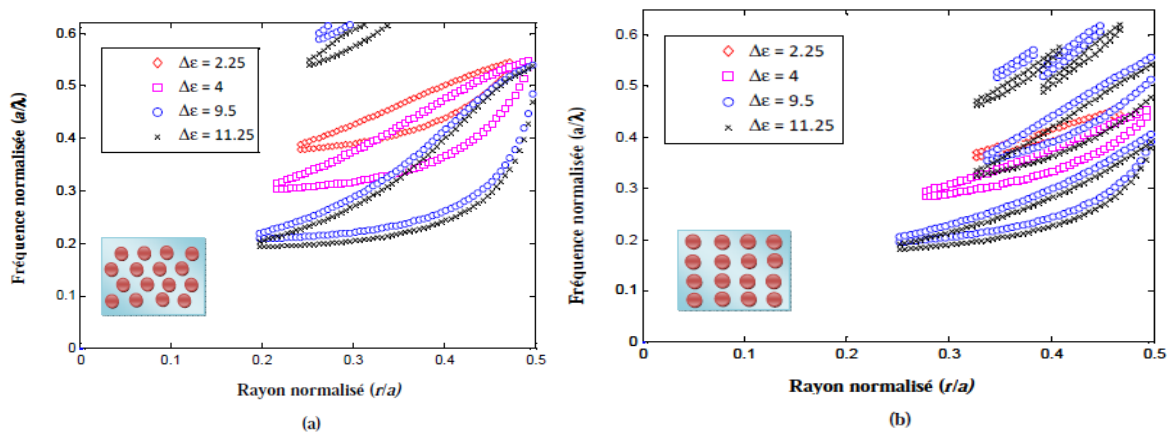 0.6
0.5
0.4
0.3
0.2
0.1
0
Fréquence normalisée (a/λ)
Δε = 2.25
Δε = 4
Δε = 9.5
Δε = 11.25
0 0.1 0.2 0.3 0.4 0.5
Rayon normalisé (r/a)
(a)
0.6
0.5
0.4
0.3
0.2
0.1
0
Fréquence normalisée (a/λ)
Δε = 2.25
Δε = 4
Δε = 9.5
Δε = 11.25
0 0.1 0.2 0.3 0.4 0.5
Rayon normalisé (r/a)
(b)